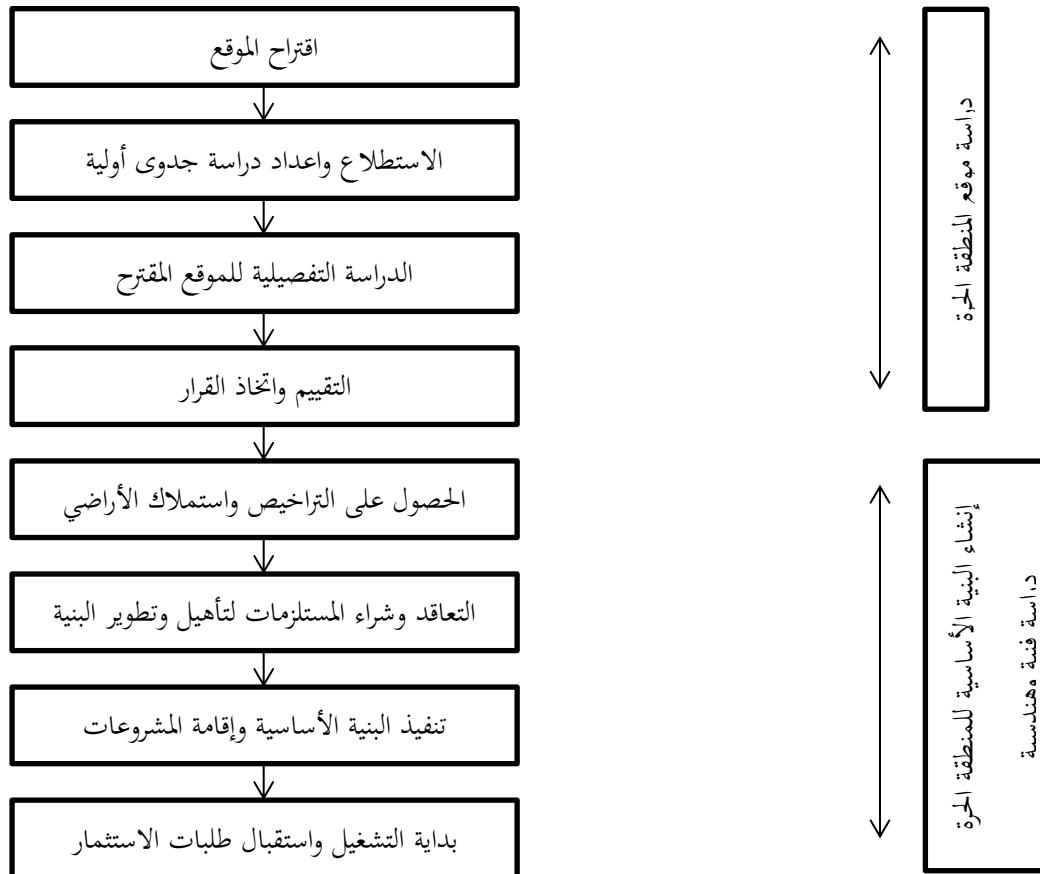 اقتراح الموقع
الاستطلاع واعداد دراسة جدوى أولية
الدراسة التفصيلية للموقع المقترح
التقييم واتخاذ القرار
الحصول على التراخيص واستملاك الأراضي
التعاقد وشراء المستلزمات لتأهيل وتطوير البنية
تنفيذ البنية الأساسية وإقامة المشروعات
بداية التشغيل واستقبال طلبات الاستثمار
دراسة موقع المنطقة الحرة
إنشاء البنية الأساسية للمنطقة الحرة
دراسة فنية وهندسية